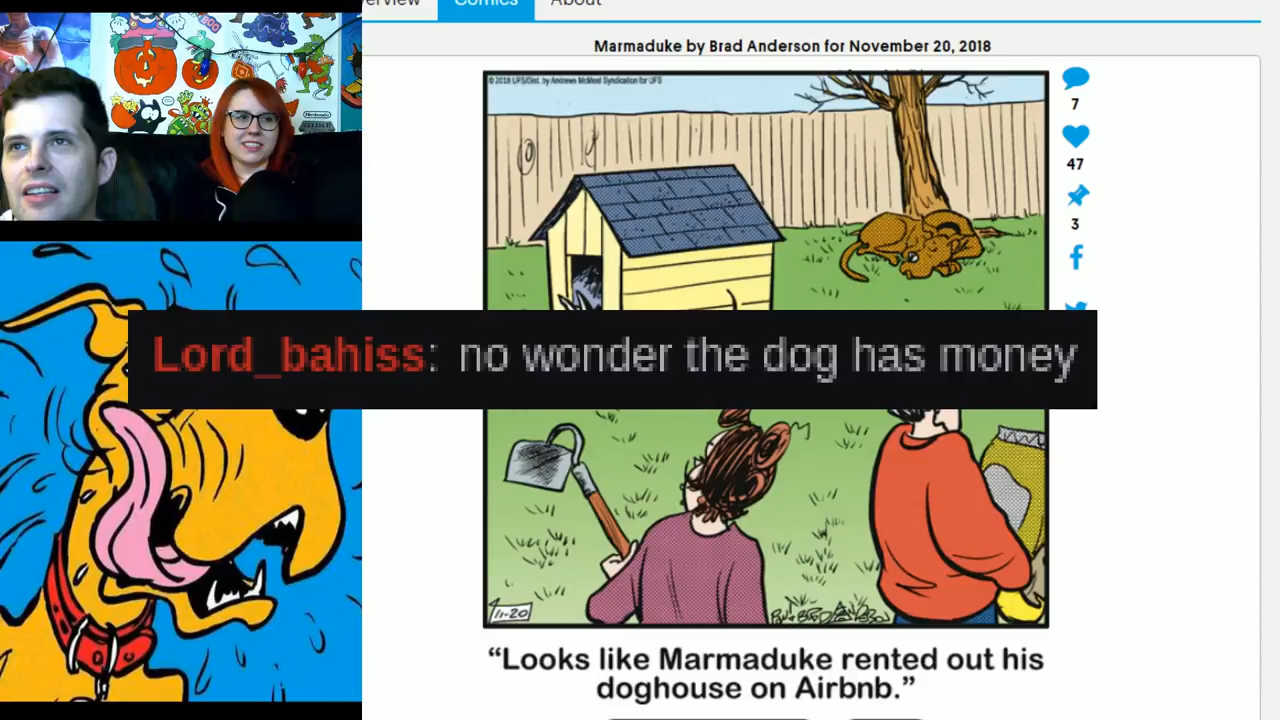 Comics
About
Marmaduke by Brad Anderson for November 20, 2018
7
47
3
Nintendo
Lord_bahiss: no wonder the dog has money
11-20
“Looks like Marmaduke rented out his
doghouse on Airbnb.”